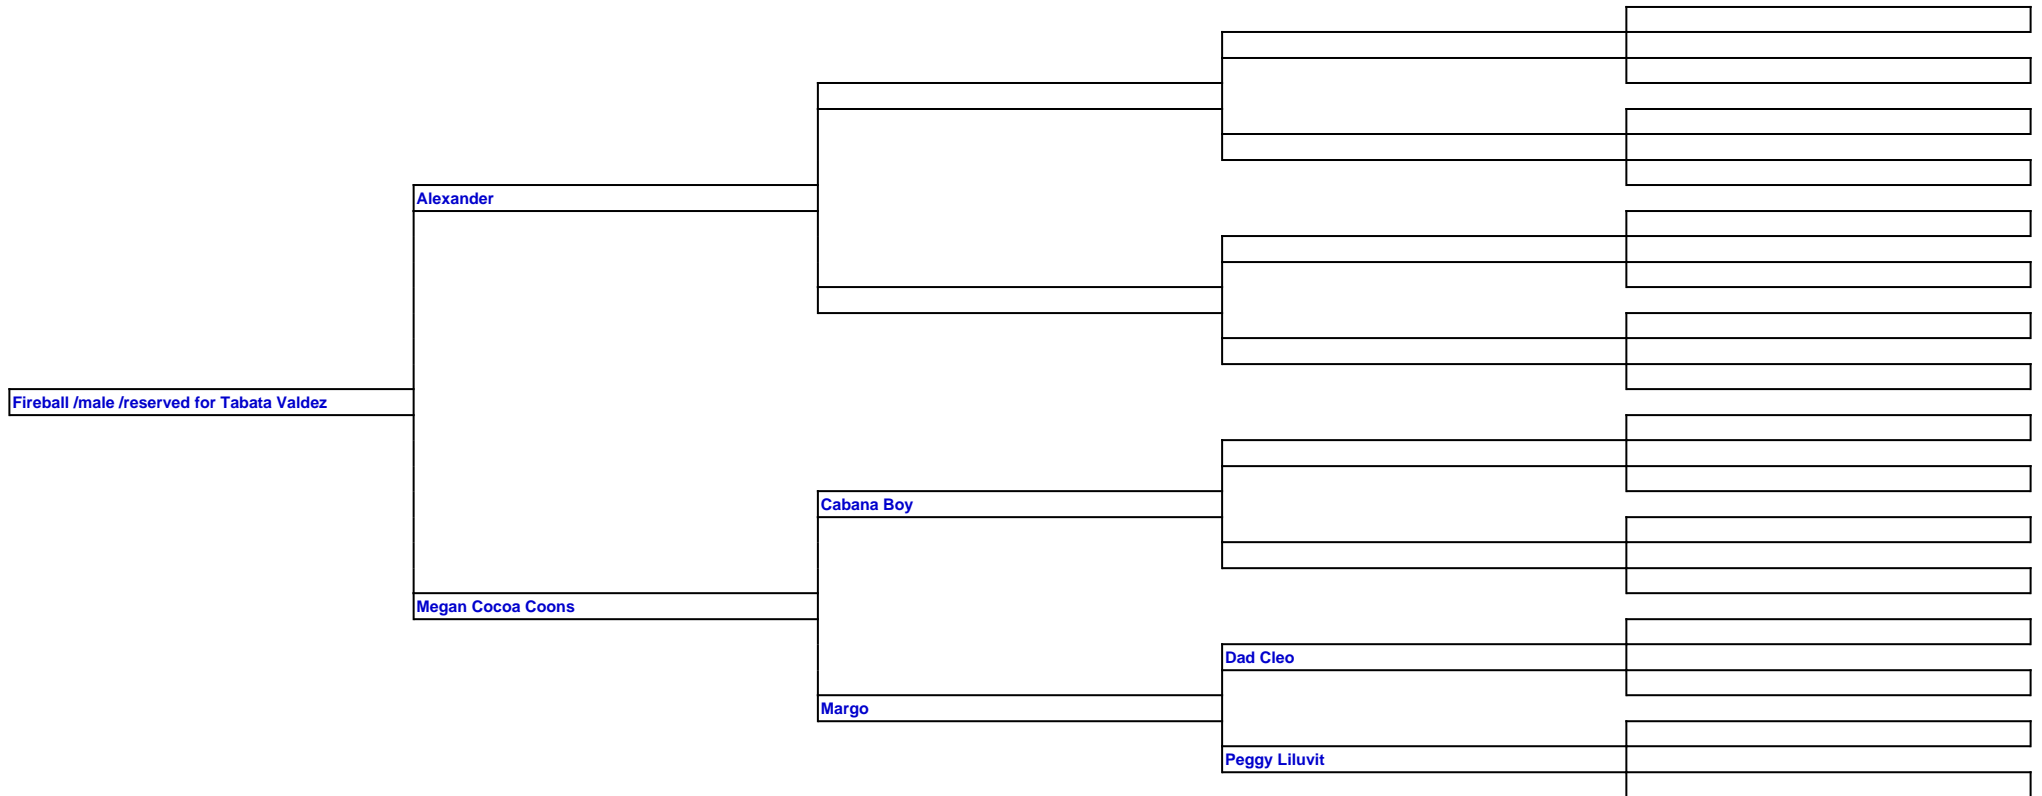 Alexander
Fireball /male /reserved for Tabata Valdez
Cabana Boy
Megan Cocoa Coons
Dad Cleo
Margo
Peggy Liluvit